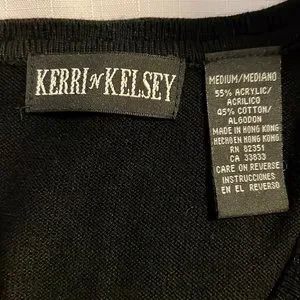 KERRI N KELSEY
MEDIUM/MEDIANO
55% ACRYLIC/
ACRILICO
45% COTTON/
ALGODON
MADE IN HONG KONG
HECHO EN HONG KONG
RN 82351
CA 33833
CARE ON REVERSE
INSTRUCCIONES
EN EL REVERSO